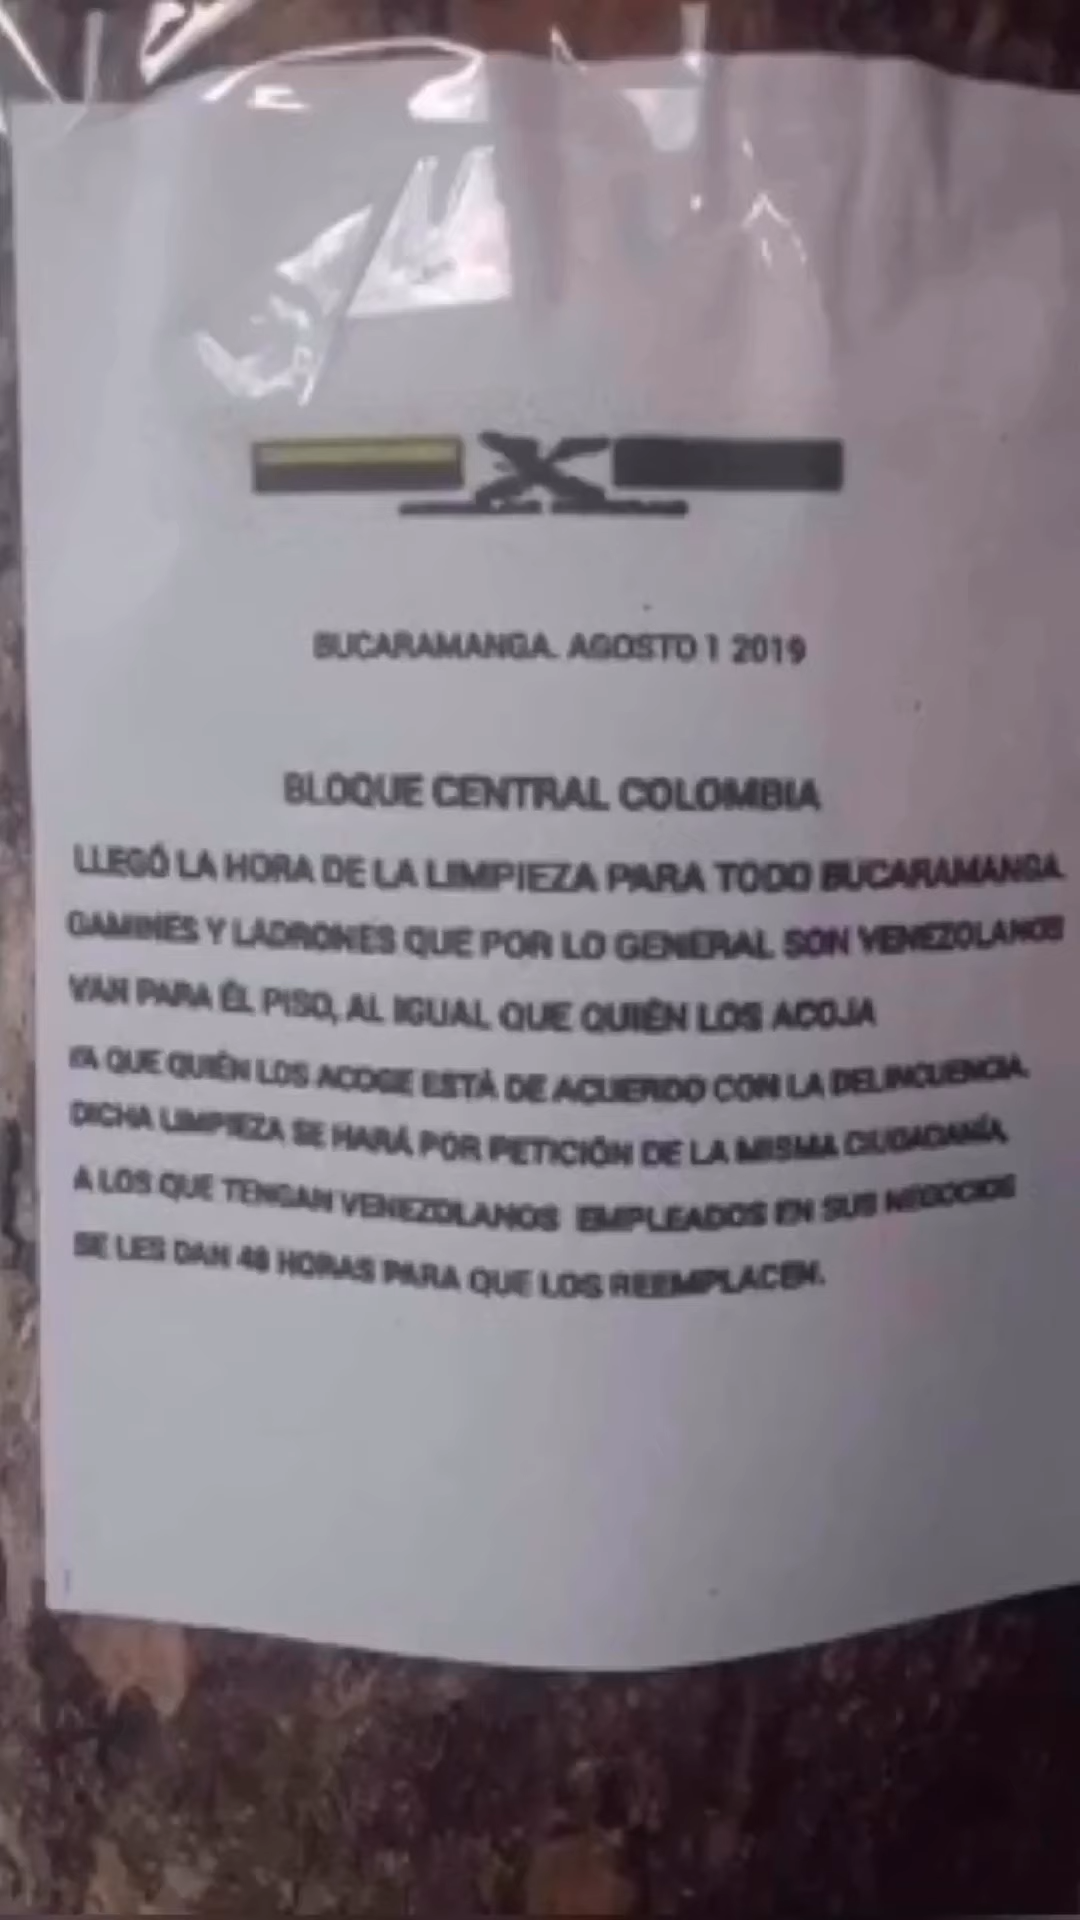 X
BUCARAMANGA. AGOSTO 1 2019
BLOQUE CENTRAL COLOMBIA
LLEGÓ LA HORA DE LA LIMPIEZA PARA TODO BUCARAMANGA.
GAMINES Y LADRONES QUE POR LO GENERAL SON VENEZOLANOS
VAN PARA ÉL PISO, AL IGUAL QUE QUIÉN LOS ACOJA
YA QUE QUIÉN LOS ACOGE ESTÁ DE ACUERDO CON LA DELINCUENCIA.
DICHA LIMPIEZA SE HARÁ POR PETICIÓN DE LA MISMA CIUDADANÍA,
A LOS QUE TENGAN VENEZOLANOS EMPLEADOS EN SUS NEGOCIOS
SE LES DAN 48 HORAS PARA QUE LOS REEMPLACEN.